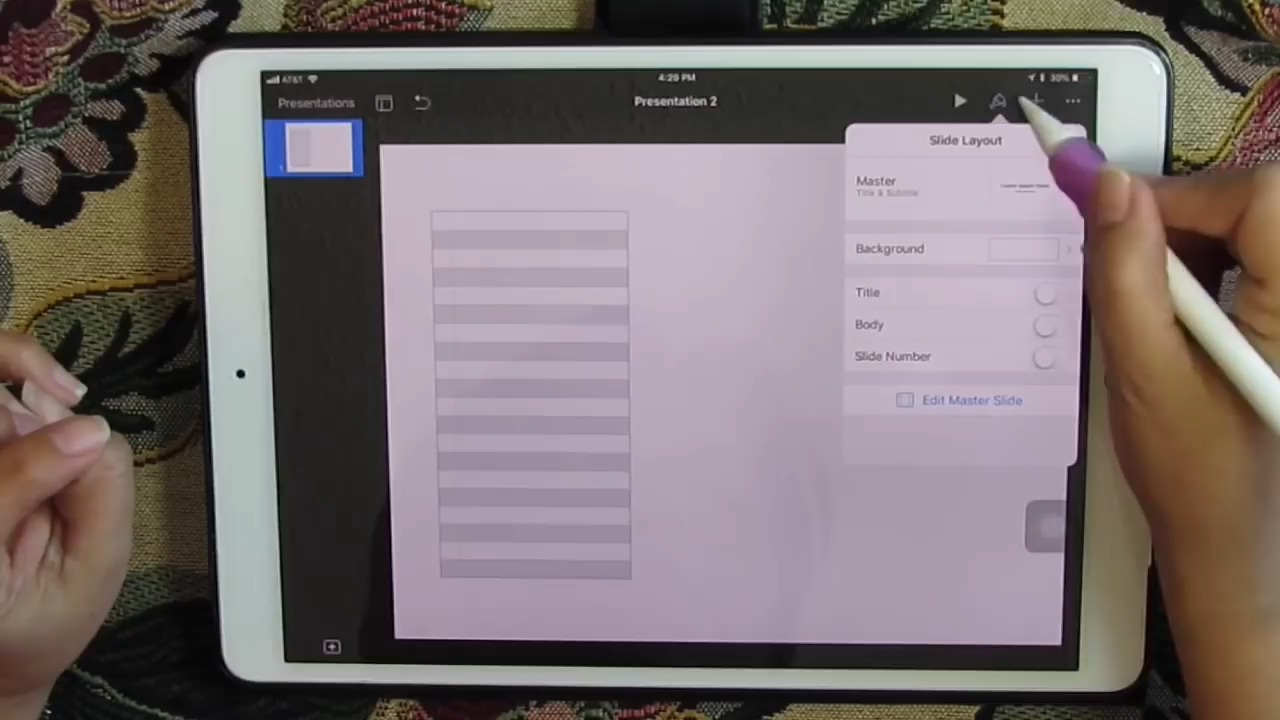 AT&T 4:29 PM 30%
Presentations Presentation 2
Slide Layout
Master
Title & Subtitle
Background
Title
Body
Slide Number
Edit Master Slide